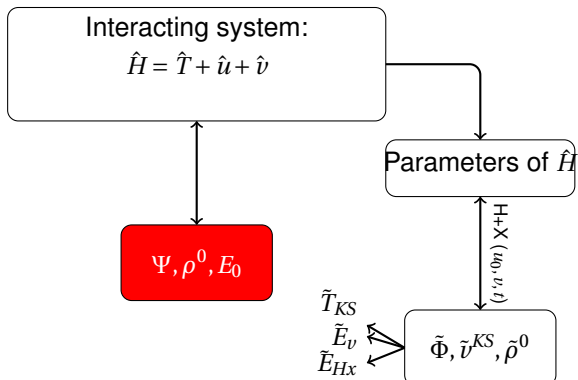 Interacting system:
Ĥ = T̂ + û + v̂
Parameters of Ĥ
H+X (u₀, v, t)
Ψ, ρ⁰, E₀
T̃_KS
Ẽ_v
Ẽ_Hx
Φ̃, ṽ^KS, ρ̃⁰